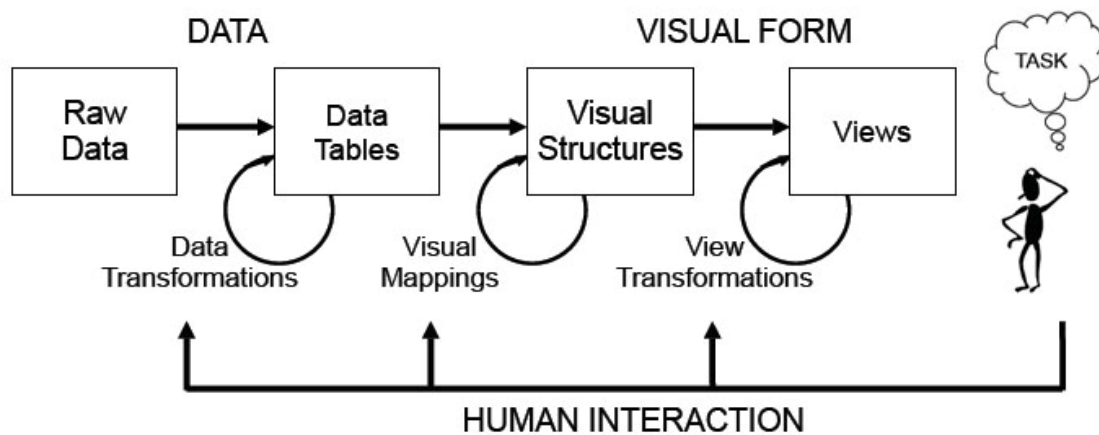 DATA
VISUAL FORM
TASK
Raw
Data
Data
Tables
Visual
Structures
Views
Data
Transformations
Visual
Mappings
View
Transformations
HUMAN INTERACTION